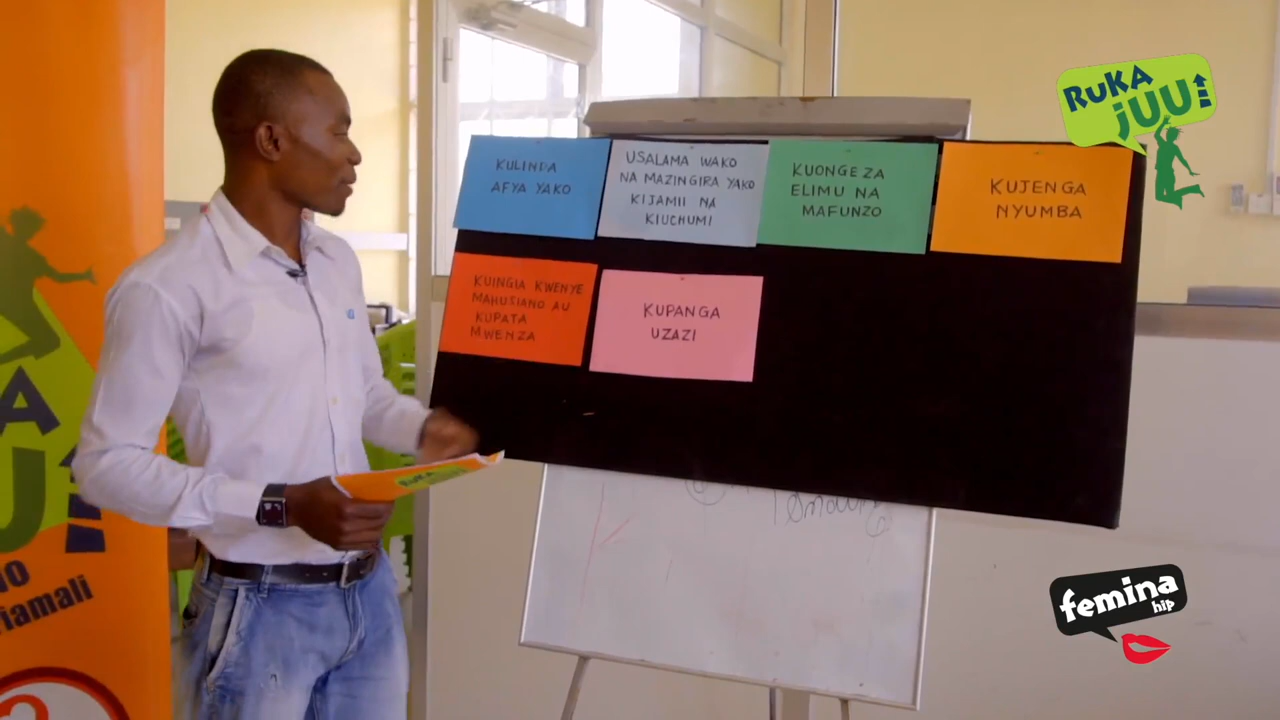 KULINDA
AFYA YAKO
USALAMA WAKO
NA MAZINGIRA YAKO
KIJAMII NA
KIUCHUMI
KUONGEZA
ELIMU NA
MAFUNZO
KUJENGA
NYUMBA
KUINGIA KWENYE
MAHUSIANO AU
KUPATA
MWENZA
KUPANGA
UZAZI
RUKA
JUU!
RUKA
femina
hip